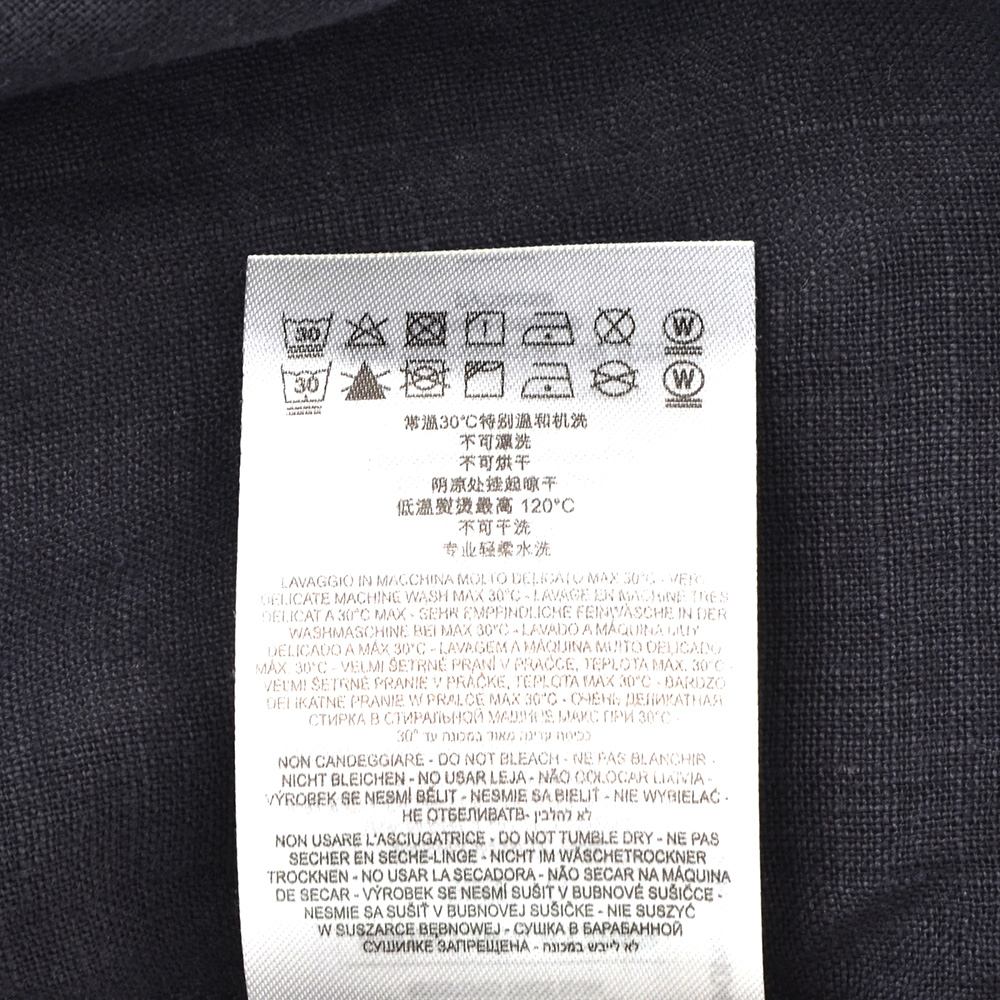 30 W
30 W
常温30°C特别温和机洗
不可漂洗
不可烘干
阴凉处挂起晾干
低温熨烫最高 120°C
不可干洗
专业轻柔水洗
LAVAGGIO IN MACCHINA MOLTO DELICATO MAX 30°C - VERY
DELICATE MACHINE WASH MAX 30°C - LAVAGE EN MACHINE TRES
DELICAT A 30°C MAX - SEHR EMPFINDLICHE FEINWÄSCHE IN DER
WASHMASCHINE BEI MAX 30°C - LAVADO A MÁQUINA MUY
DELICADO A MÁX 30°C - LAVAGEM A MÁQUINA MUITO DELICADO
MÁX. 30°C - VELMI ŠETRNÉ PRANÍ V PRAČCE, TEPLOTA MAX. 30°C -
VEĽMI ŠETRNÉ PRANIE V PRÁČKE, TEPLOTA MAX 30°C - BARDZO
DELIKATNE PRANIE W PRALCE MAX 30°C - ОЧЕНЬ ДЕЛИКАТНАЯ
СТИРКА В СТИРАЛЬНОЙ МАШИНЕ МАКС ПРИ 30°C -
כביסה עדינה מאוד במכונה עד 30°
NON CANDEGGIARE - DO NOT BLEACH - NE PAS BLANCHIR -
NICHT BLEICHEN - NO USAR LEJA - NÃO COLOCAR LIXIVIA -
VÝROBEK SE NESMÍ BĚLIT - NESMIE SA BIELIŤ - NIE WYBIELAĆ -
НЕ ОТБЕЛИВАТЬ- לא להלבין
NON USARE L'ASCIUGATRICE - DO NOT TUMBLE DRY - NE PAS
SECHER EN SECHE-LINGE - NICHT IM WÄSCHETROCKNER
TROCKNEN - NO USAR LA SECADORA - NÃO SECAR NA MÁQUINA
DE SECAR - VÝROBEK SE NESMÍ SUŠIT V BUBNOVÉ SUŠIČCE -
NESMIE SA SUŠIŤ V BUBNOVEJ SUŠIČKE - NIE SUSZYĆ
W SUSZARCE BĘBNOWEJ - СУШКА В БАРАБАННОЙ
СУШИЛКЕ ЗАПРЕЩЕНА - לא לייבש במכונה